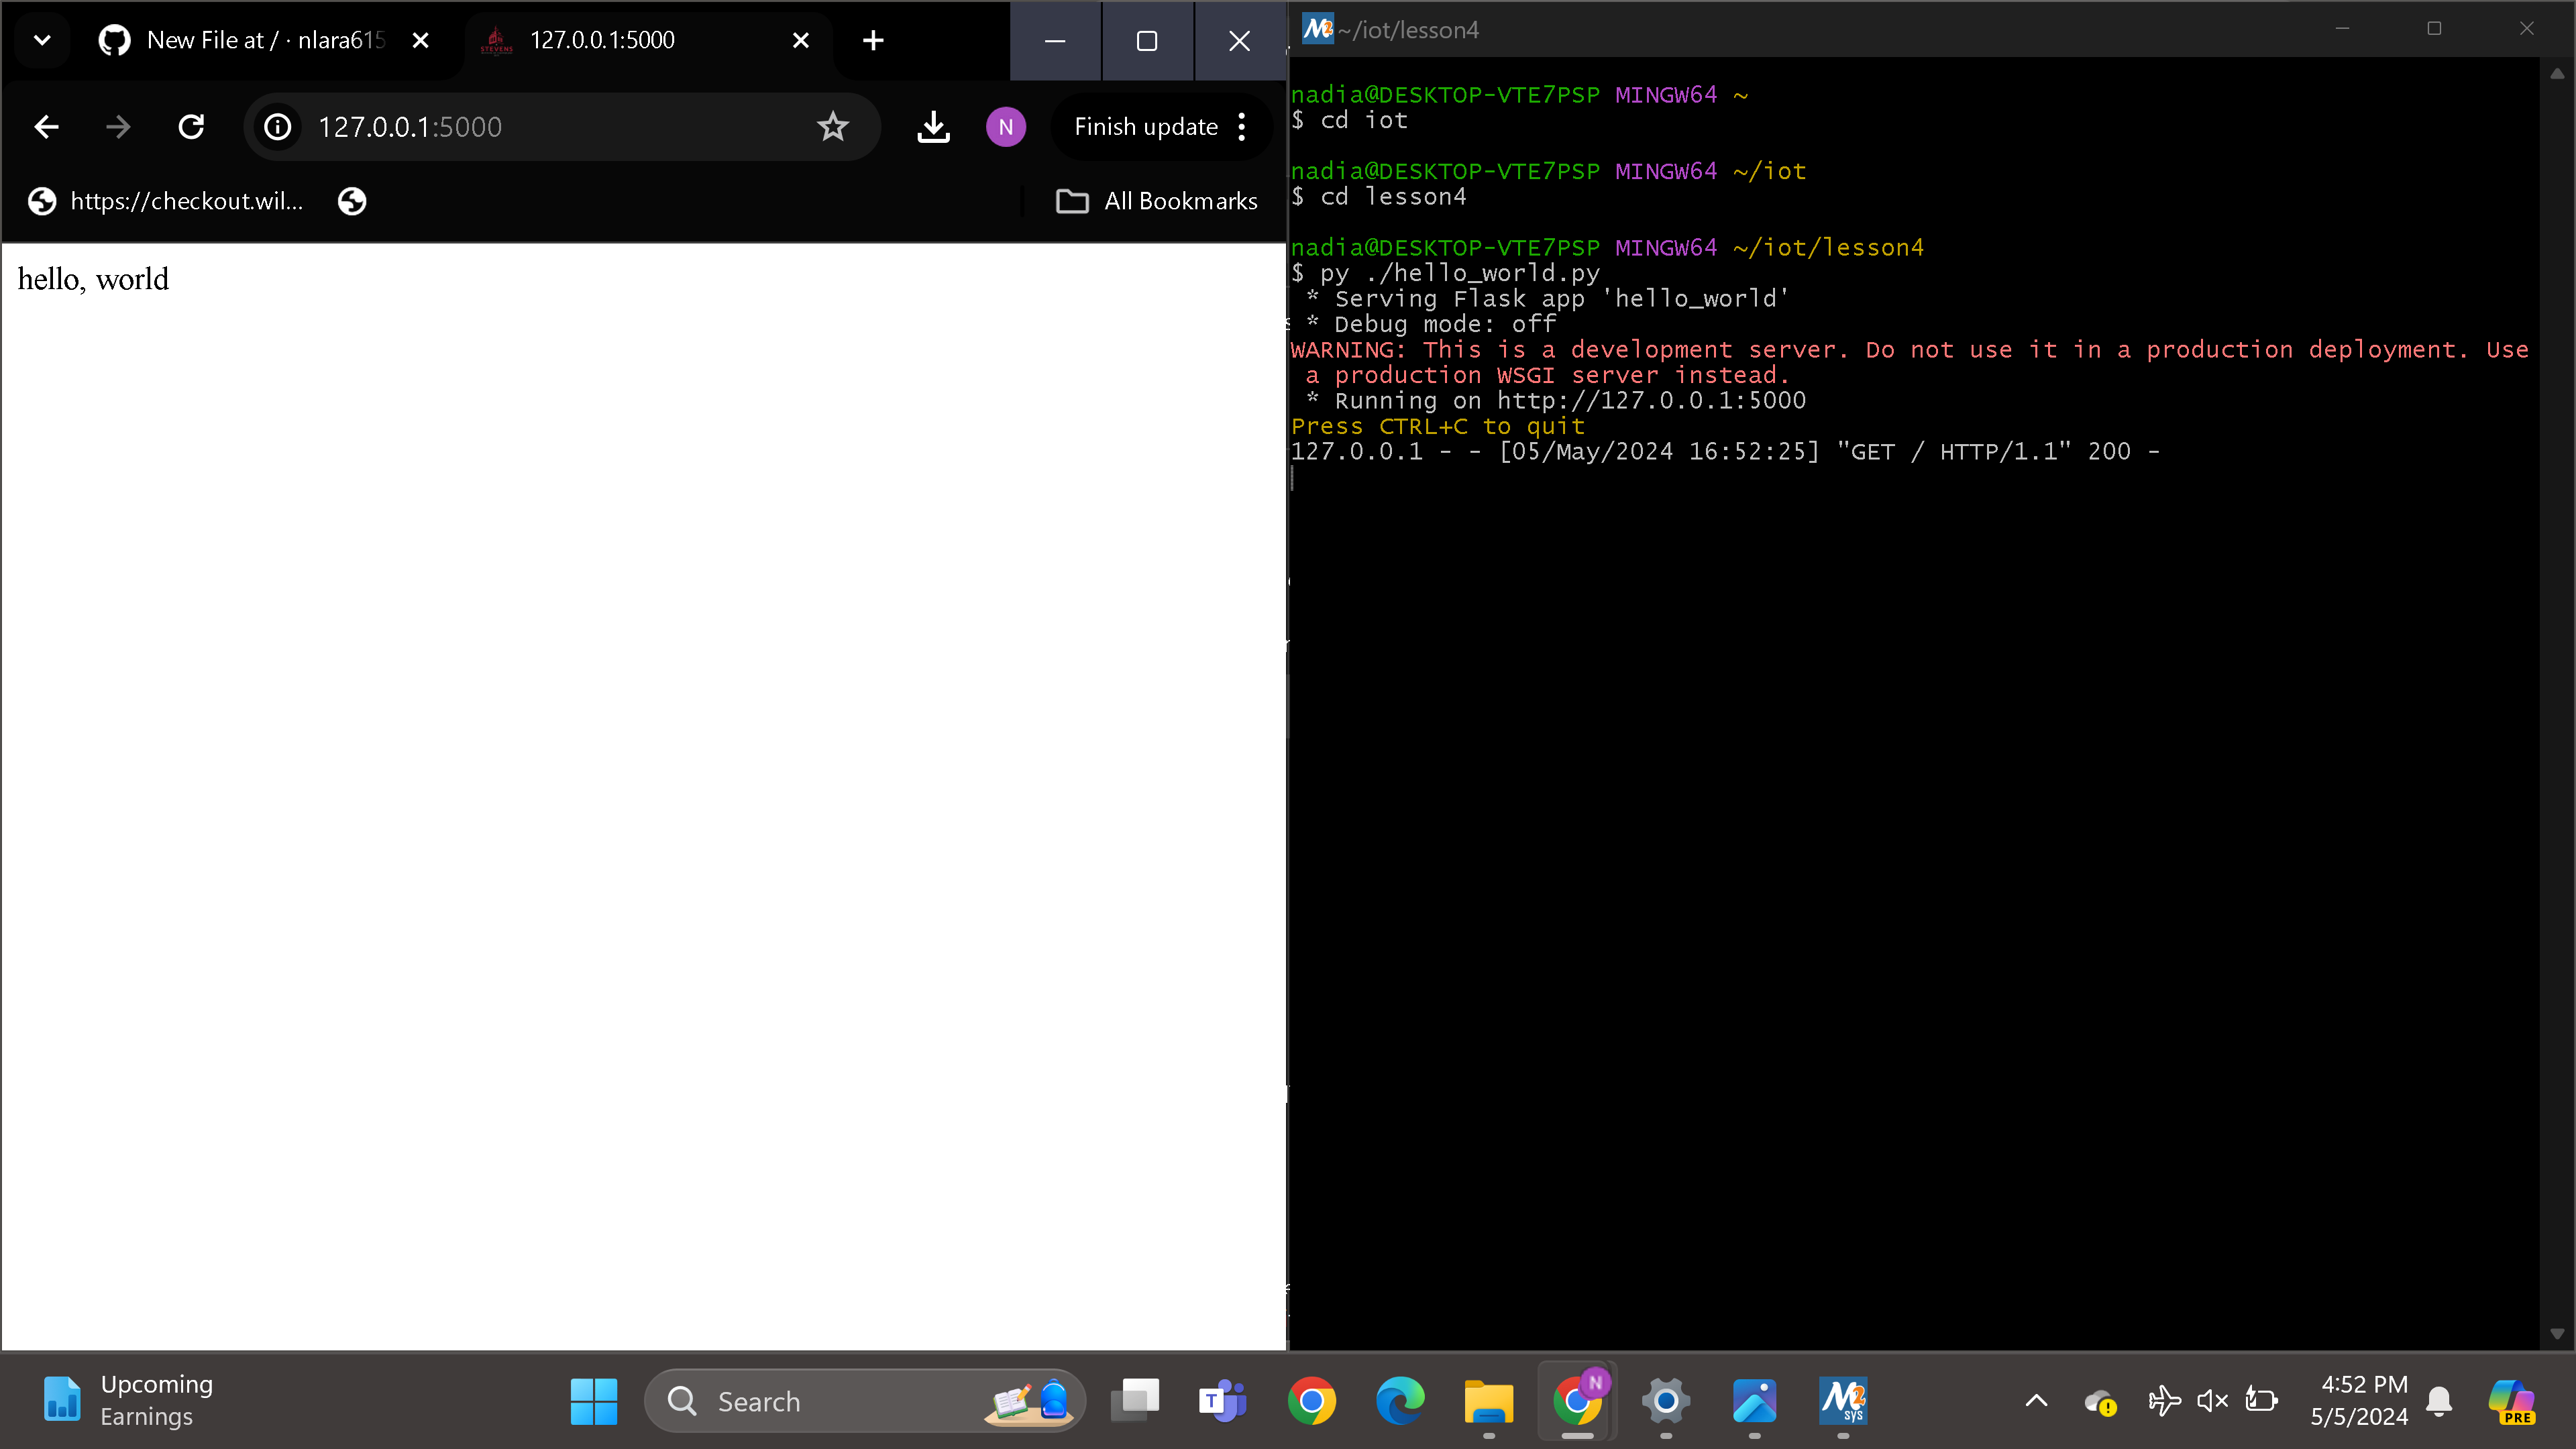 New File at / · nlara615
127.0.0.1:5000
127.0.0.1:5000
N
Finish update
https://checkout.wil...
All Bookmarks
hello, world
~/iot/lesson4
nadia@DESKTOP-VTE7PSP MINGW64 ~
$ cd iot
nadia@DESKTOP-VTE7PSP MINGW64 ~/iot
$ cd lesson4
nadia@DESKTOP-VTE7PSP MINGW64 ~/iot/lesson4
$ py ./hello_world.py
* Serving Flask app 'hello_world'
* Debug mode: off
WARNING: This is a development server. Do not use it in a production deployment. Use
a production WSGI server instead.
* Running on http://127.0.0.1:5000
Press CTRL+C to quit
127.0.0.1 - - [05/May/2024 16:52:25] "GET / HTTP/1.1" 200 -
Upcoming
Earnings
Search
T
N
M2
sys
4:52 PM
5/5/2024
PRE